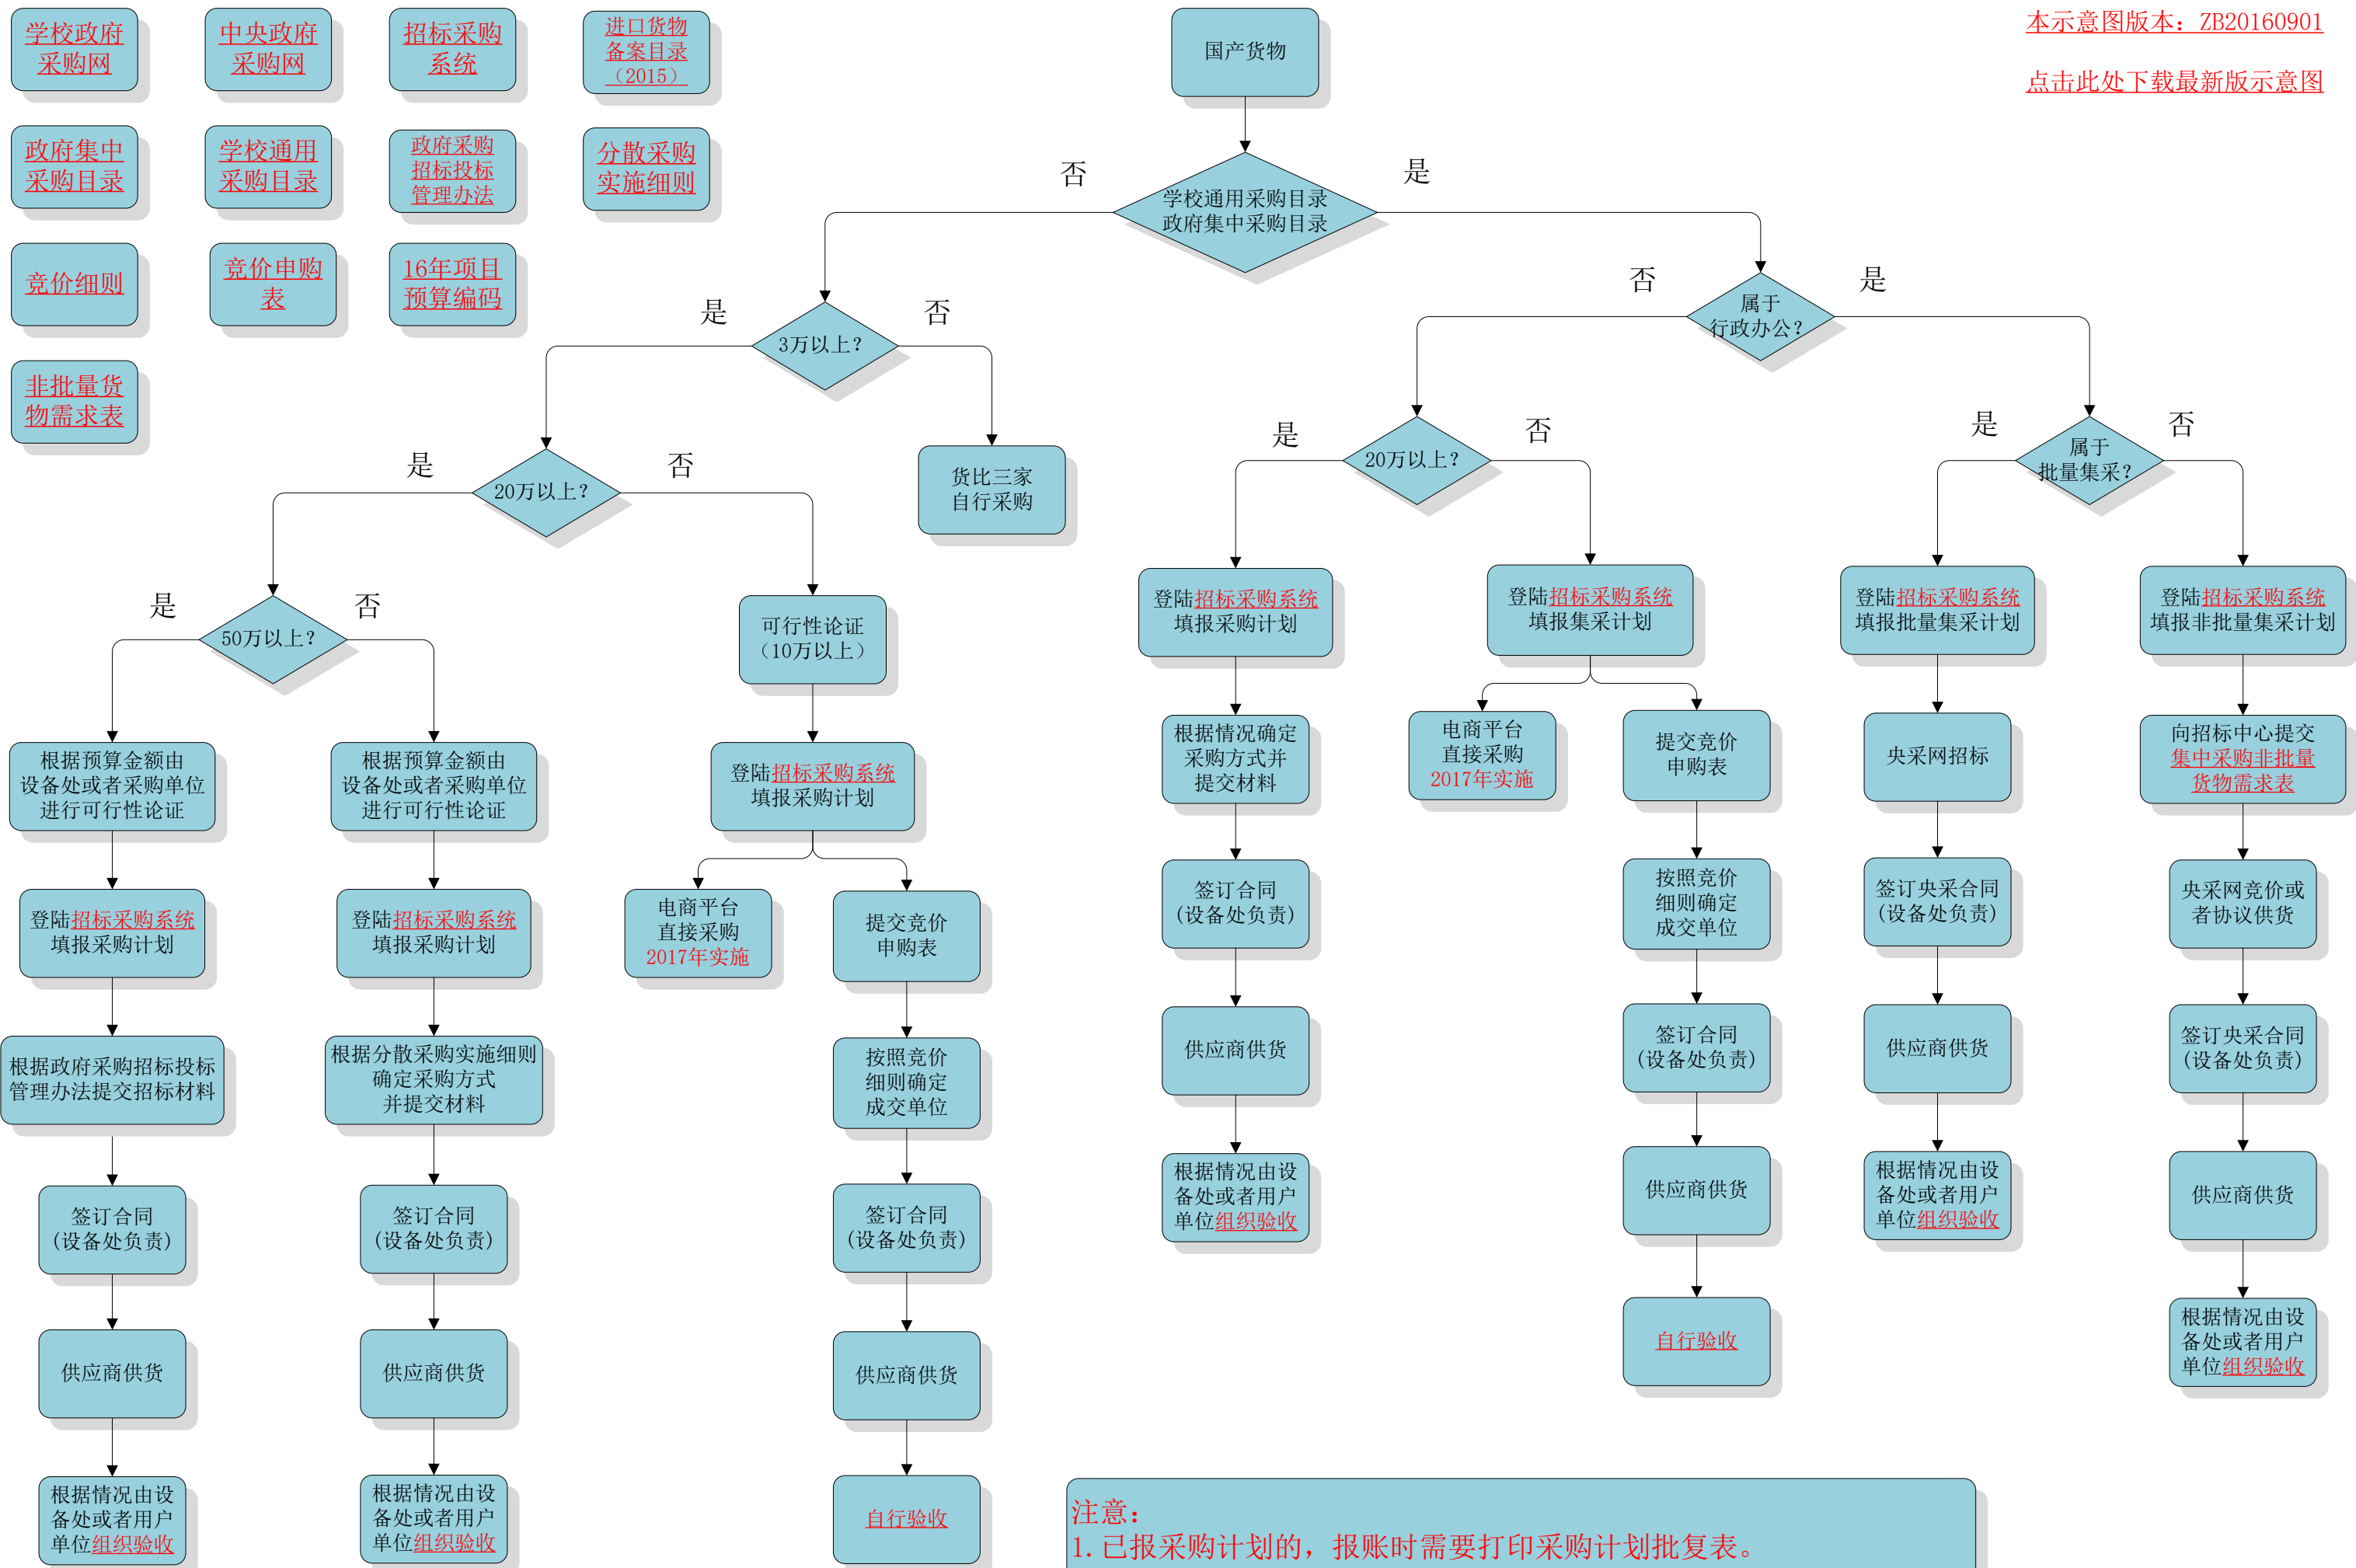 学校政府
采购网
中央政府
采购网
招标采购
系统
进口货物
备案目录
（2015）
国产货物
本示意图版本：ZB20160901
点击此处下载最新版示意图
政府集中
采购目录
学校通用
采购目录
政府采购
招标投标
管理办法
分散采购
实施细则
否
是
学校通用采购目录
政府集中采购目录
竞价细则
竞价申购
表
16年项目
预算编码
是
否
3万以上？
否
是
属于
行政办公？
非批量货
物需求表
是
否
20万以上？
货比三家
自行采购
是
否
20万以上？
是
否
属于
批量集采？
是
否
50万以上？
可行性论证
（10万以上）
登陆招标采购系统
填报采购计划
登陆招标采购系统
填报集采计划
登陆招标采购系统
填报批量集采计划
登陆招标采购系统
填报非批量集采计划
根据预算金额由
设备处或者采购单位
进行可行性论证
根据预算金额由
设备处或者采购单位
进行可行性论证
登陆招标采购系统
填报采购计划
根据情况确定
采购方式并
提交材料
电商平台
直接采购
2017年实施
提交竞价
申购表
央采网招标
向招标中心提交
集中采购非批量
货物需求表
登陆招标采购系统
填报采购计划
登陆招标采购系统
填报采购计划
电商平台
直接采购
2017年实施
提交竞价
申购表
签订合同
(设备处负责)
按照竞价
细则确定
成交单位
签订央采合同
(设备处负责)
央采网竞价或
者协议供货
根据政府采购招标投标
管理办法提交招标材料
根据分散采购实施细则
确定采购方式
并提交材料
按照竞价
细则确定
成交单位
供应商供货
签订合同
(设备处负责)
供应商供货
签订央采合同
(设备处负责)
签订合同
(设备处负责)
签订合同
(设备处负责)
签订合同
(设备处负责)
根据情况由设
备处或者用户
单位组织验收
供应商供货
根据情况由设
备处或者用户
单位组织验收
供应商供货
供应商供货
供应商供货
供应商供货
自行验收
根据情况由设
备处或者用户
单位组织验收
根据情况由设
备处或者用户
单位组织验收
根据情况由设
备处或者用户
单位组织验收
自行验收
注意：
1.已报采购计划的，报账时需要打印采购计划批复表。